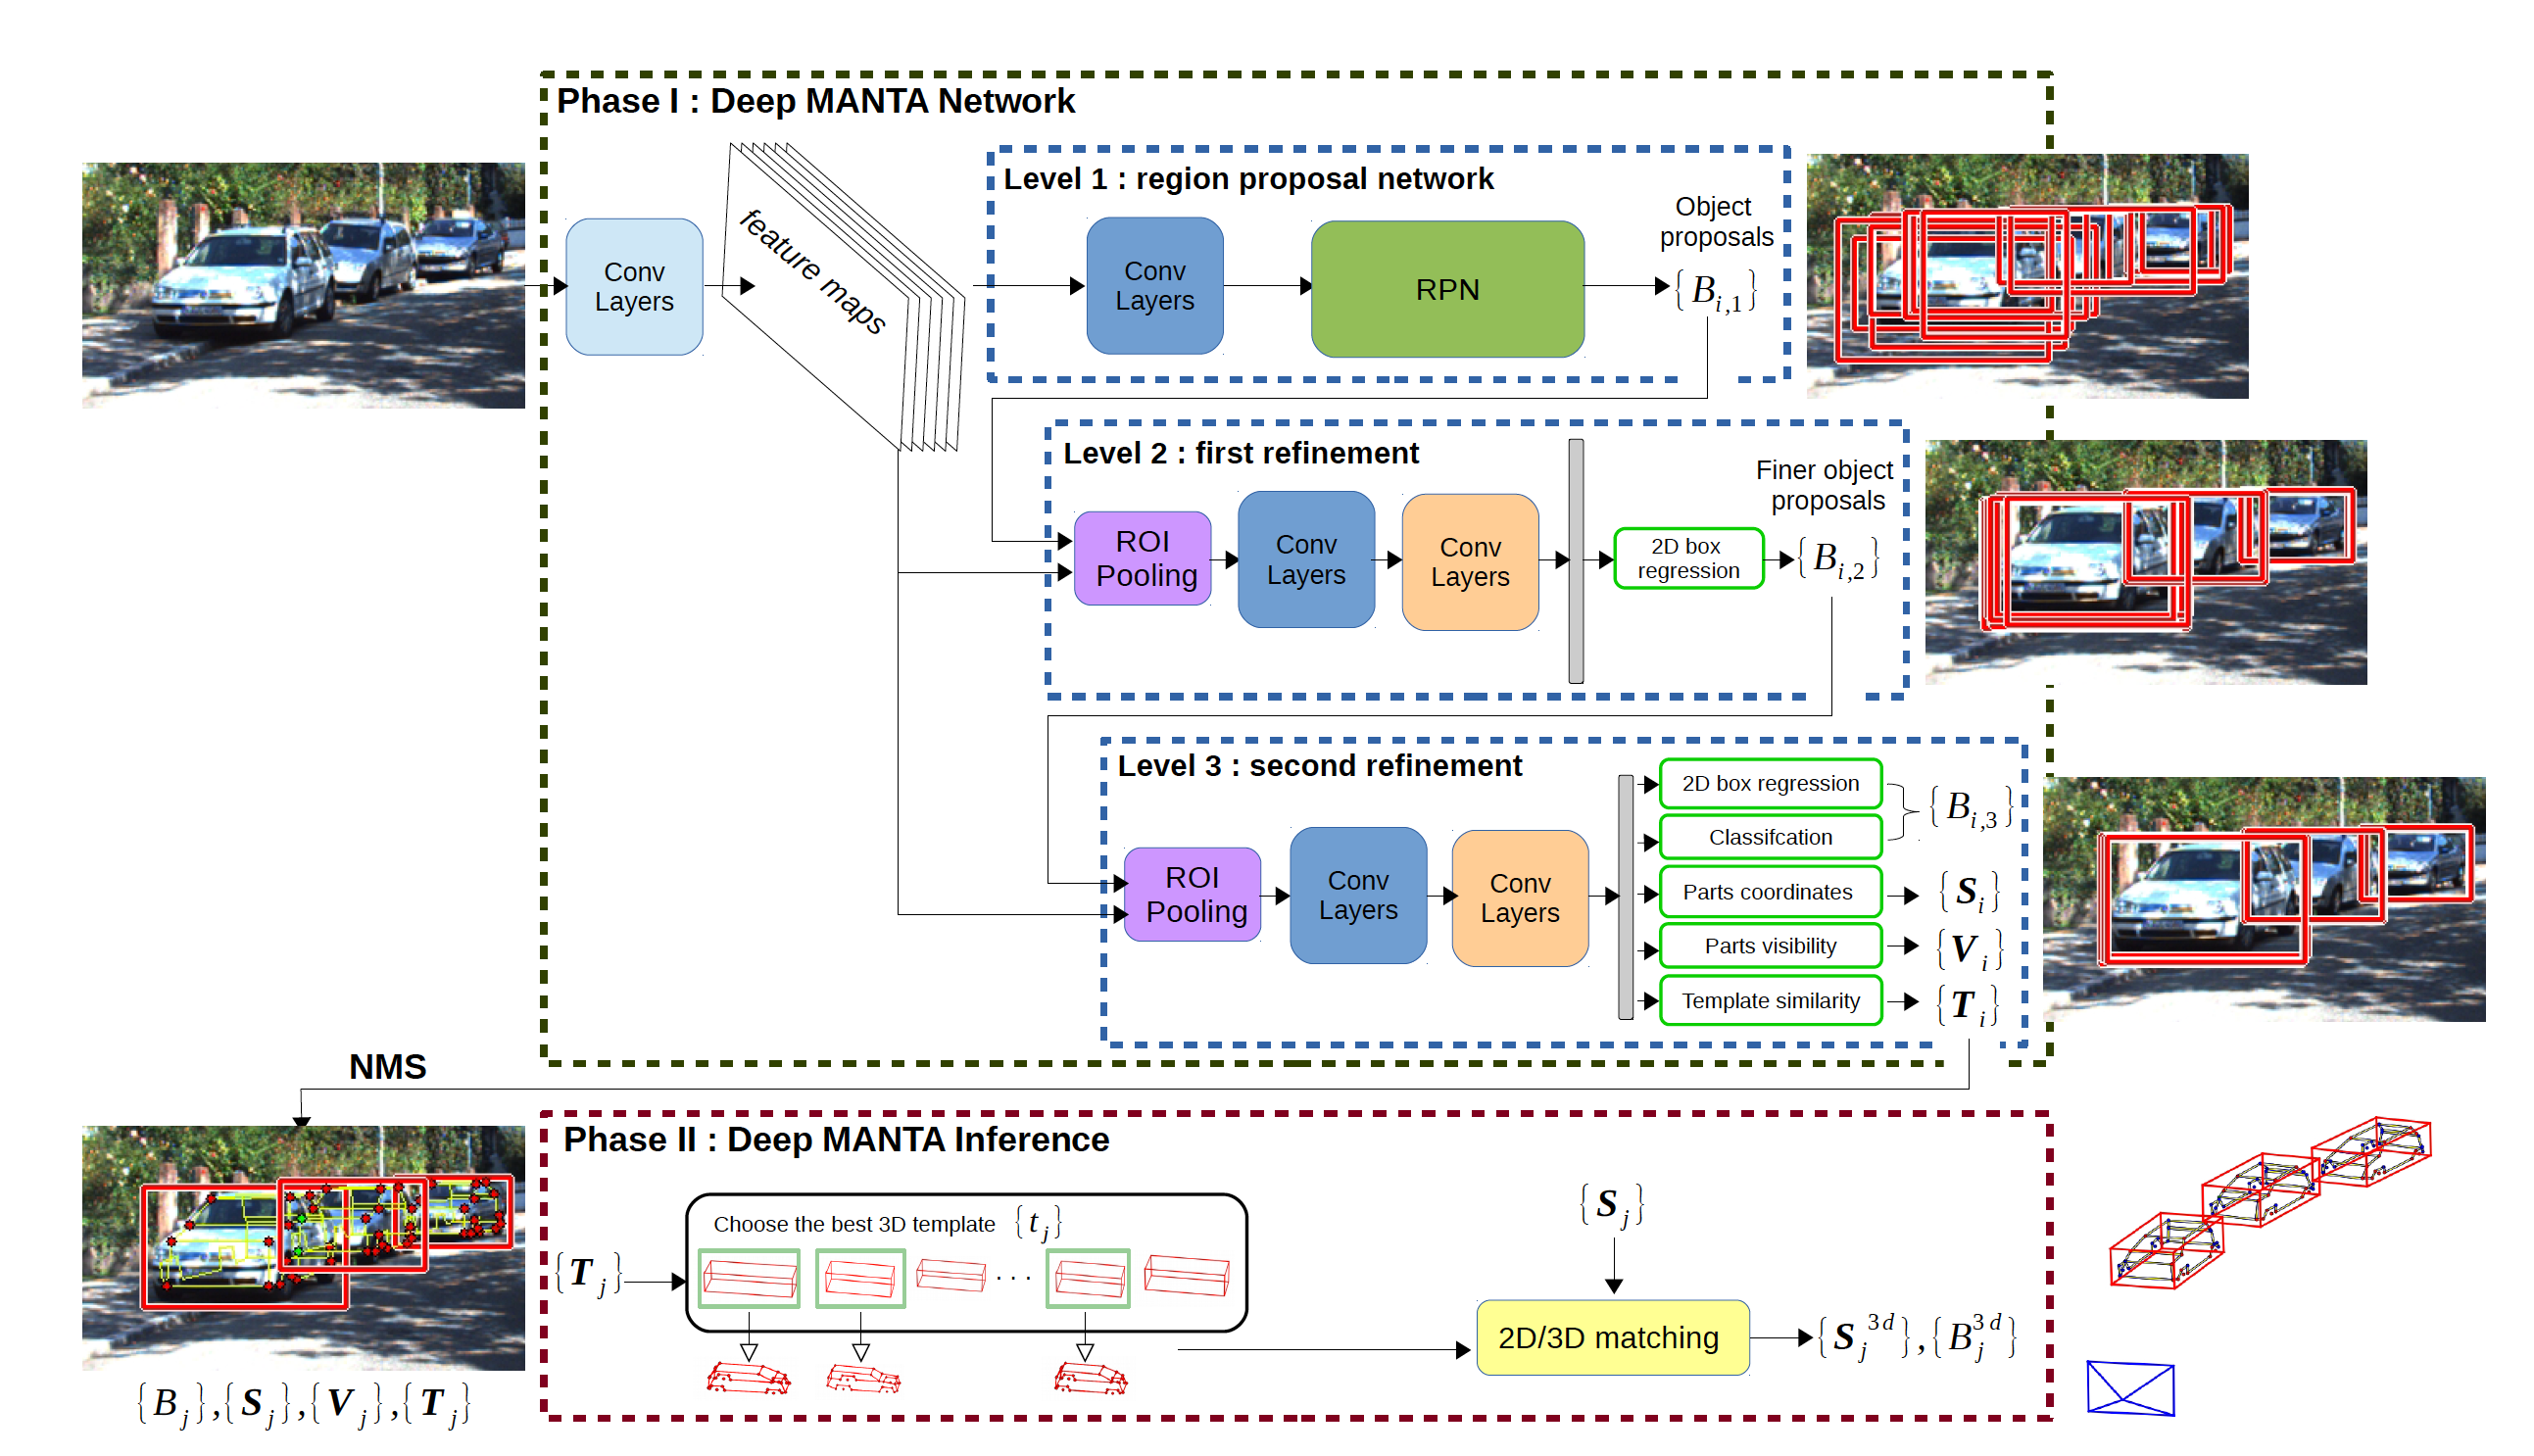 Phase I : Deep MANTA Network
Conv
Layers
feature maps
Level 1 : region proposal network
Conv
Layers
RPN
Object
proposals
{B_{i,1}}
Level 2 : first refinement
ROI
Pooling
Conv
Layers
Conv
Layers
2D box
regression
Finer object
proposals
{B_{i,2}}
Level 3 : second refinement
ROI
Pooling
Conv
Layers
Conv
Layers
2D box regression
Classifcation
{B_{i,3}}
Parts coordinates
{S_i}
Parts visibility
{V_i}
Template similarity
{T_i}
NMS
{B_j},{S_j},{V_j},{T_j}
Phase II : Deep MANTA Inference
{T_j}
Choose the best 3D template {t_j}
. . .
{S_j}
2D/3D matching
{S_j^{3d}},{B_j^{3d}}